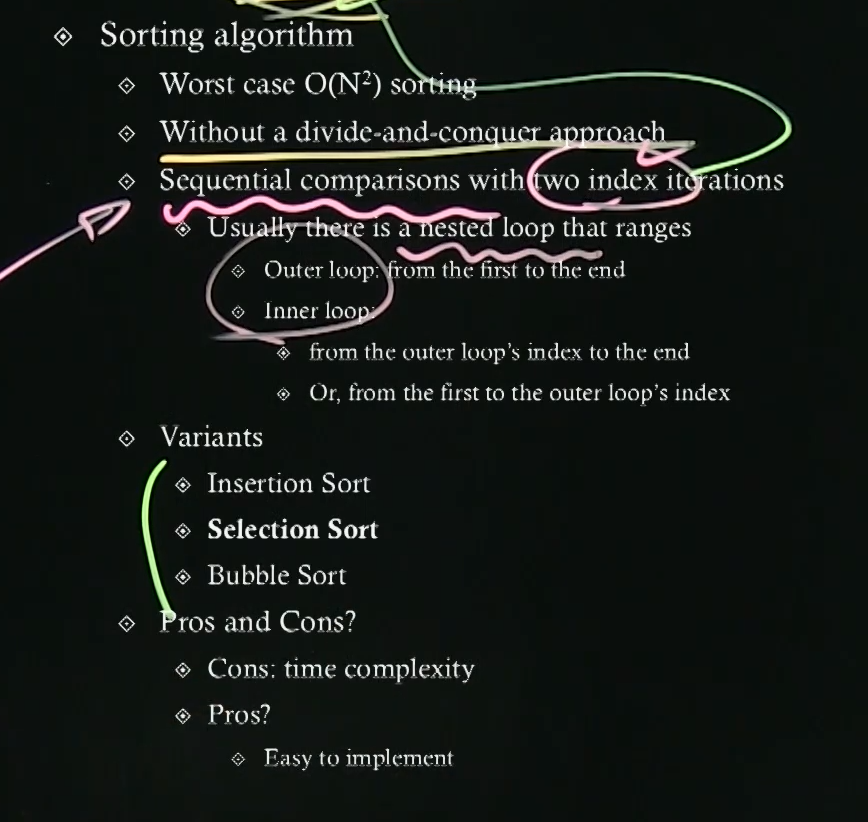 Sorting algorithm
Worst case O(N²) sorting
Without a divide-and-conquer approach
Sequential comparisons with two index iterations
Usually there is a nested loop that ranges
Outer loop: from the first to the end
Inner loop:
from the outer loop's index to the end
Or, from the first to the outer loop's index
Variants
Insertion Sort
Selection Sort
Bubble Sort
Pros and Cons?
Cons: time complexity
Pros?
Easy to implement